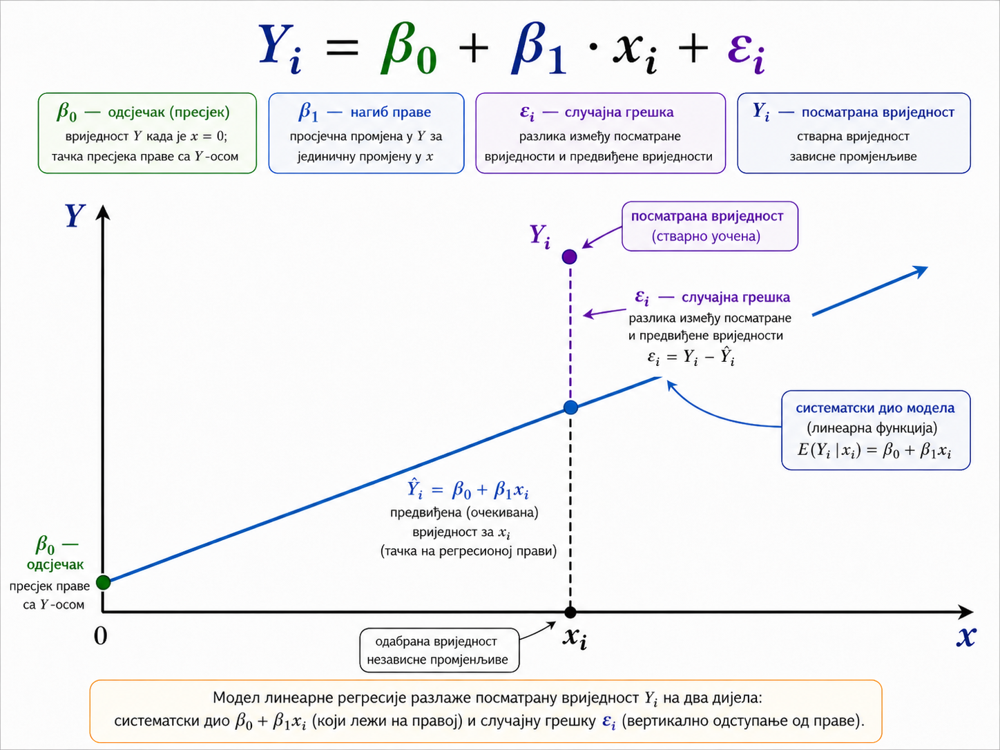 Yᵢ = β₀ + β₁ · xᵢ + εᵢ
β₀ — одсјечак (пресјек)
вриједност Y када је x = 0;
тачка пресјека праве са Y-осом
β₁ — нагиб праве
просјечна промјена у Y за
јединичну промјену у x
εᵢ — случајна грешка
разлика између посматране
вриједности и предвиђене вриједности
Yᵢ — посматрана вриједност
стварна вриједност
зависне промјенљиве
Y
Yᵢ
посматрана вриједност
(стварно уочена)
εᵢ — случајна грешка
разлика између посматране
и предвиђене вриједности
εᵢ = Yᵢ − Ŷᵢ
систематски дио модела
(линеарна функција)
E(Yᵢ | xᵢ) = β₀ + β₁xᵢ
Ŷᵢ = β₀ + β₁xᵢ
предвиђена (очекивана)
вриједност за xᵢ
(тачка на регресионој прави)
β₀ —
одсјечак
пресјек праве
са Y-осом
0
одабрана вриједност
независне промјенљиве
xᵢ
x
Модел линеарне регресије разлаже посматрану вриједност Yᵢ на два дијела:
систематски дио β₀ + β₁xᵢ (који лежи на правој) и случајну грешку εᵢ (вертикално одступање од праве).